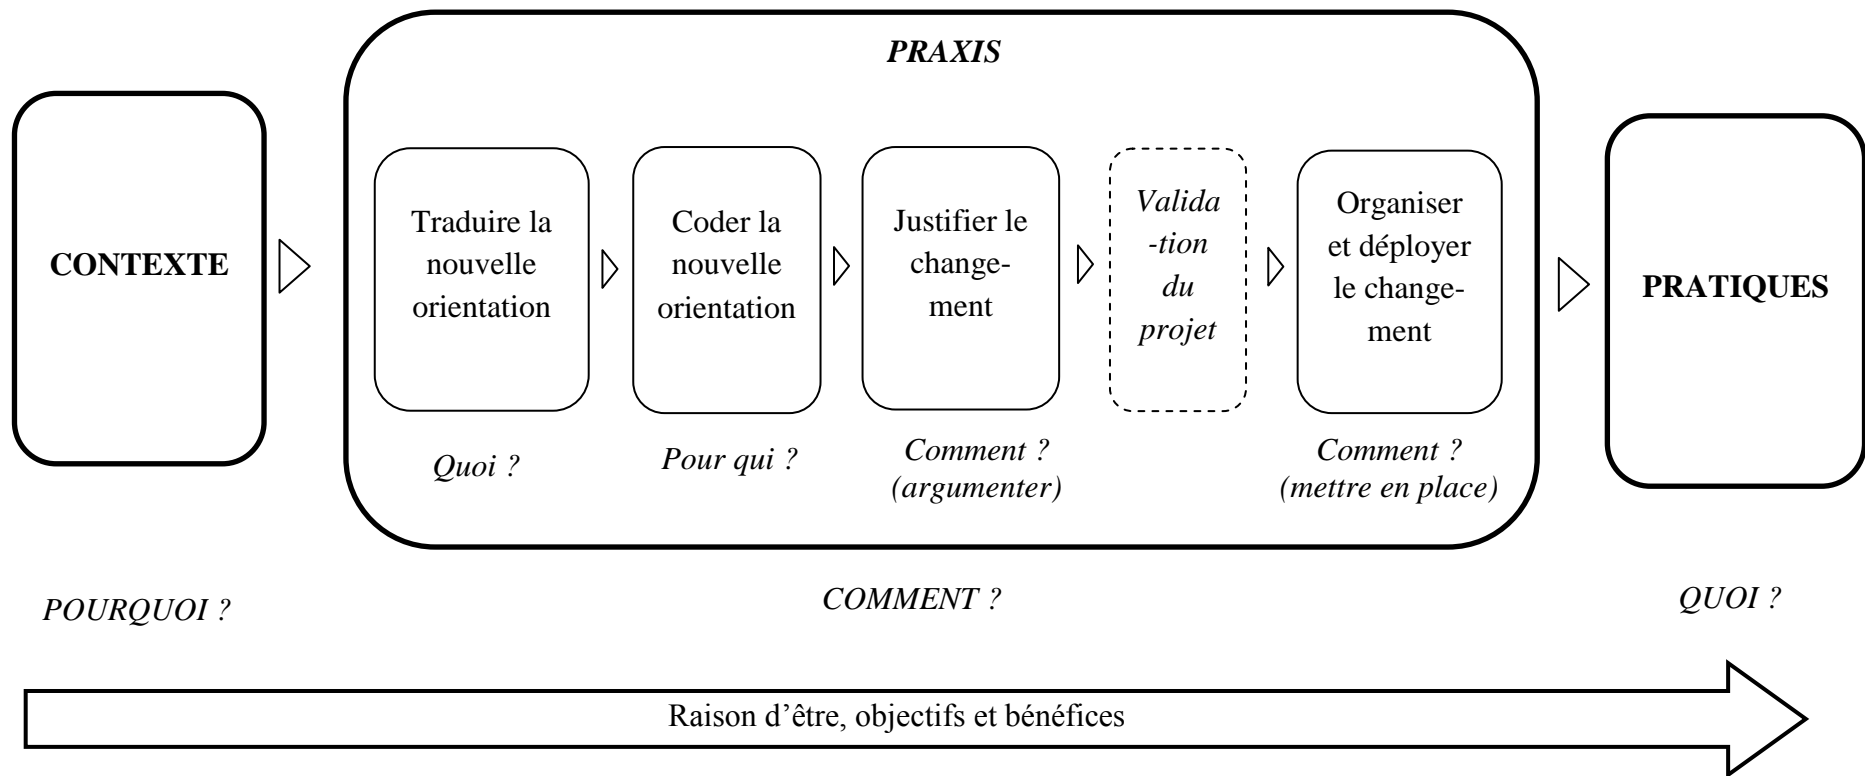 PRAXIS
CONTEXTE
Traduire la
nouvelle
orientation
Quoi ?
Coder la
nouvelle
orientation
Pour qui ?
Justifier le
change-
ment
Comment ?
(argumenter)
Valida
-tion
du
projet
Organiser
et déployer
le change-
ment
Comment ?
(mettre en place)
PRATIQUES
POURQUOI ?
COMMENT ?
QUOI ?
Raison d’être, objectifs et bénéfices